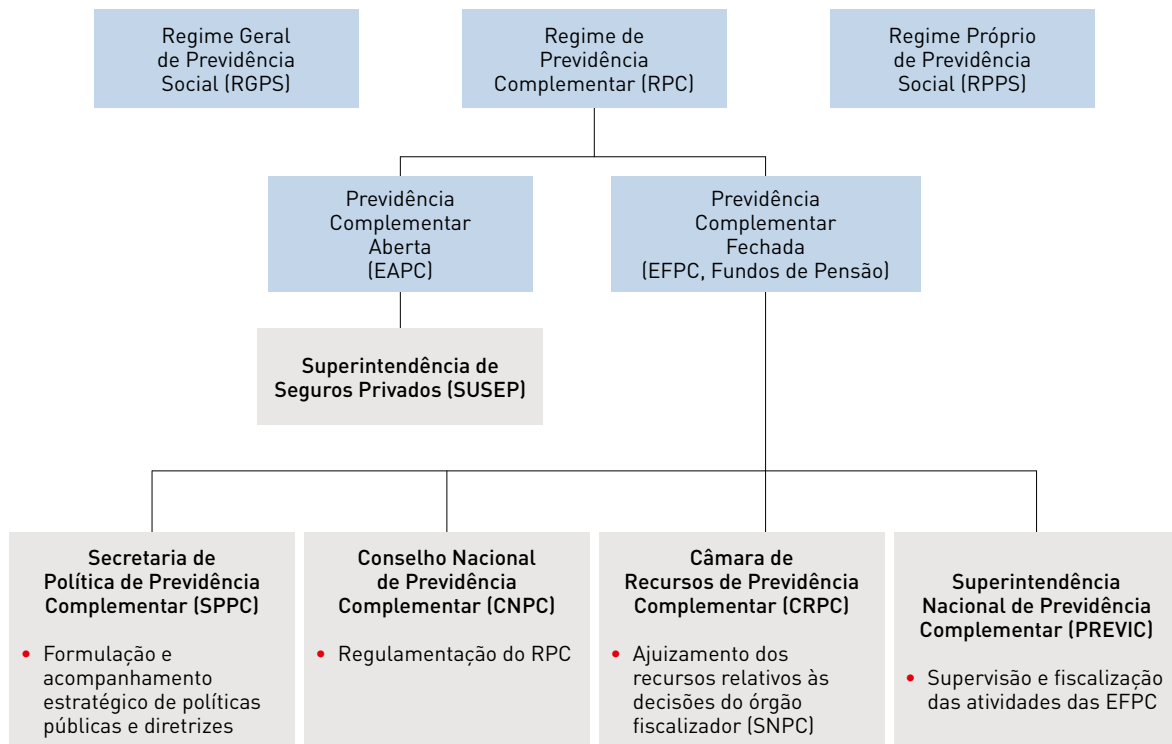 Regime Geral
de Previdência
Social (RGPS)
Regime de
Previdência
Complementar (RPC)
Regime Próprio
de Previdência
Social (RPPS)
Previdência
Complementar
Aberta
(EAPC)
Previdência
Complementar
Fechada
(EFPC, Fundos de Pensão)
Superintendência de
Seguros Privados (SUSEP)
Secretaria de
Política de Previdência
Complementar (SPPC)
• Formulação e
acompanhamento
estratégico de políticas
públicas e diretrizes
Conselho Nacional
de Previdência
Complementar (CNPC)
• Regulamentação do RPC
Câmara de
Recursos de Previdência
Complementar (CRPC)
• Ajuizamento dos
recursos relativos às
decisões do órgão
fiscalizador (SNPC)
Superintendência
Nacional de Previdência
Complementar (PREVIC)
• Supervisão e fiscalização
das atividades das EFPC